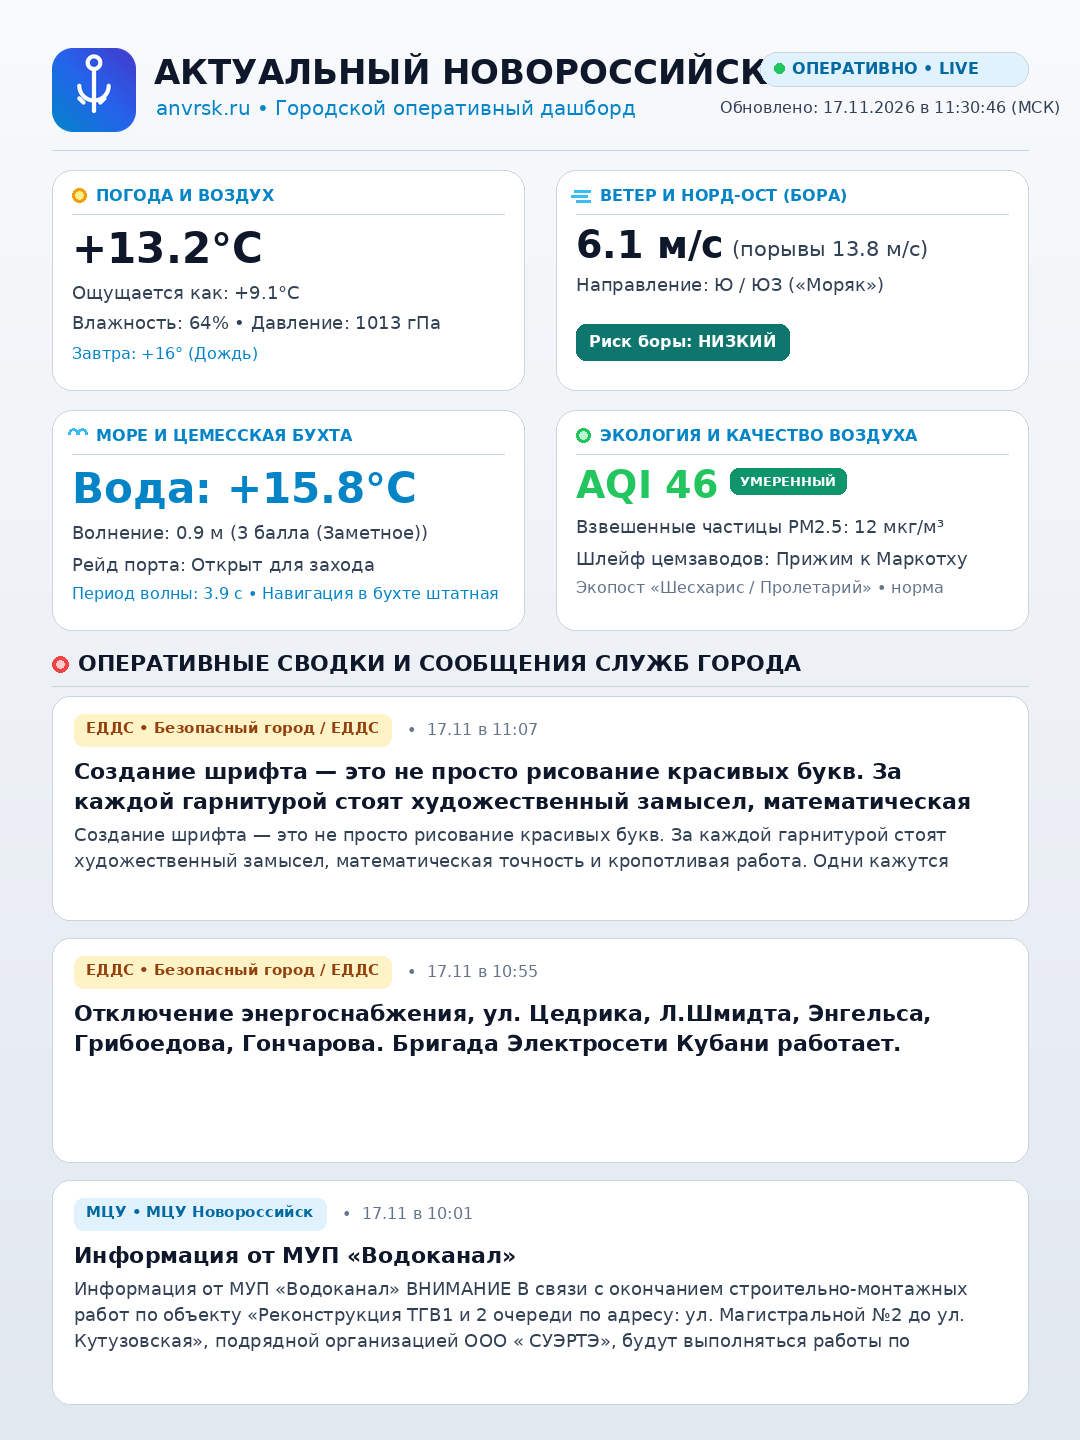 АКТУАЛЬНЫЙ НОВОРОССИЙСК
ОПЕРАТИВНО • LIVE
anvrsk.ru • Городской оперативный дашборд
Обновлено: 17.11.2026 в 11:30:46 (МСК)
ПОГОДА И ВОЗДУХ
+13.2°C
Ощущается как: +9.1°C
Влажность: 64% • Давление: 1013 гПа
Завтра: +16° (Дождь)
ВЕТЕР И НОРД-ОСТ (БОРА)
6.1 м/с (порывы 13.8 м/с)
Направление: Ю / ЮЗ («Моряк»)
Риск боры: НИЗКИЙ
МОРЕ И ЦЕМЕССКАЯ БУХТА
Вода: +15.8°C
Волнение: 0.9 м (3 балла (Заметное))
Рейд порта: Открыт для захода
Период волны: 3.9 с • Навигация в бухте штатная
ЭКОЛОГИЯ И КАЧЕСТВО ВОЗДУХА
AQI 46 УМЕРЕННЫЙ
Взвешенные частицы PM2.5: 12 мкг/м³
Шлейф цемзаводов: Прижим к Маркотху
Экопост «Шесхарис / Пролетарий» • норма
ОПЕРАТИВНЫЕ СВОДКИ И СООБЩЕНИЯ СЛУЖБ ГОРОДА
ЕДДС • Безопасный город / ЕДДС • 17.11 в 11:07
Создание шрифта — это не просто рисование красивых букв. За
каждой гарнитурой стоят художественный замысел, математическая
Создание шрифта — это не просто рисование красивых букв. За каждой гарнитурой стоят
художественный замысел, математическая точность и кропотливая работа. Одни кажутся
ЕДДС • Безопасный город / ЕДДС • 17.11 в 10:55
Отключение энергоснабжения, ул. Цедрика, Л.Шмидта, Энгельса,
Грибоедова, Гончарова. Бригада Электросети Кубани работает.
МЦУ • МЦУ Новороссийск • 17.11 в 10:01
Информация от МУП «Водоканал»
Информация от МУП «Водоканал» ВНИМАНИЕ В связи с окончанием строительно-монтажных
работ по объекту «Реконструкция ТГВ1 и 2 очереди по адресу: ул. Магистральной №2 до ул.
Кутузовская», подрядной организацией ООО « СУЭРТЭ», будут выполняться работы по